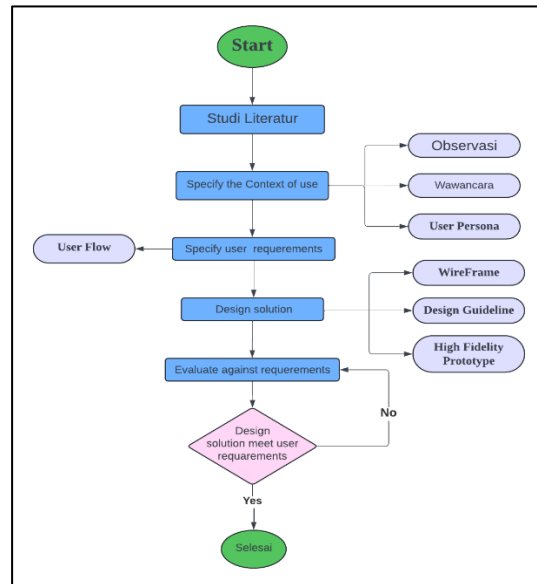 Start
Studi Literatur
Specify the Context of use
Observasi
Wawancara
User Persona
User Flow
Specify user requerements
WireFrame
Design solution
Design Guideline
High Fidelity
Prototype
Evaluate against requerements
No
Design
solution meet user
requarements
Yes
Selesai